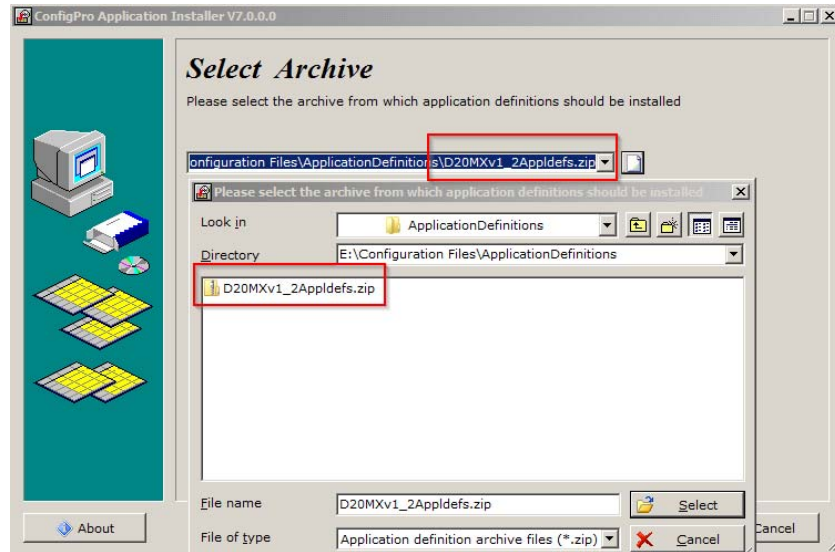 ConfigPro Application Installer V7.0.0.0
Select Archive
Please select the archive from which application definitions should be installed
onfiguration Files\ApplicationDefinitions\D20MXv1_2Appldefs.zip
Please select the archive from which application definitions should be installed
Look in
ApplicationDefinitions
Directory
E:\Configuration Files\ApplicationDefinitions
D20MXv1_2Appldefs.zip
File name
D20MXv1_2Appldefs.zip
Select
About
Cancel
File of type
Application definition archive files (*.zip)
Cancel